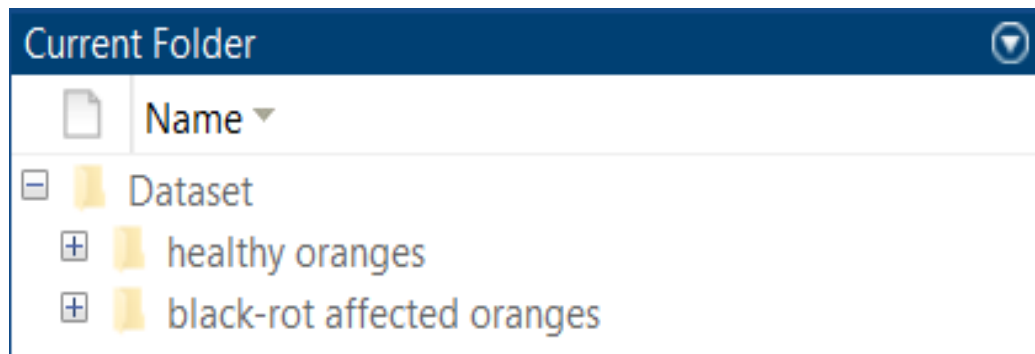 Current Folder
Name
Dataset
healthy oranges
black-rot affected oranges